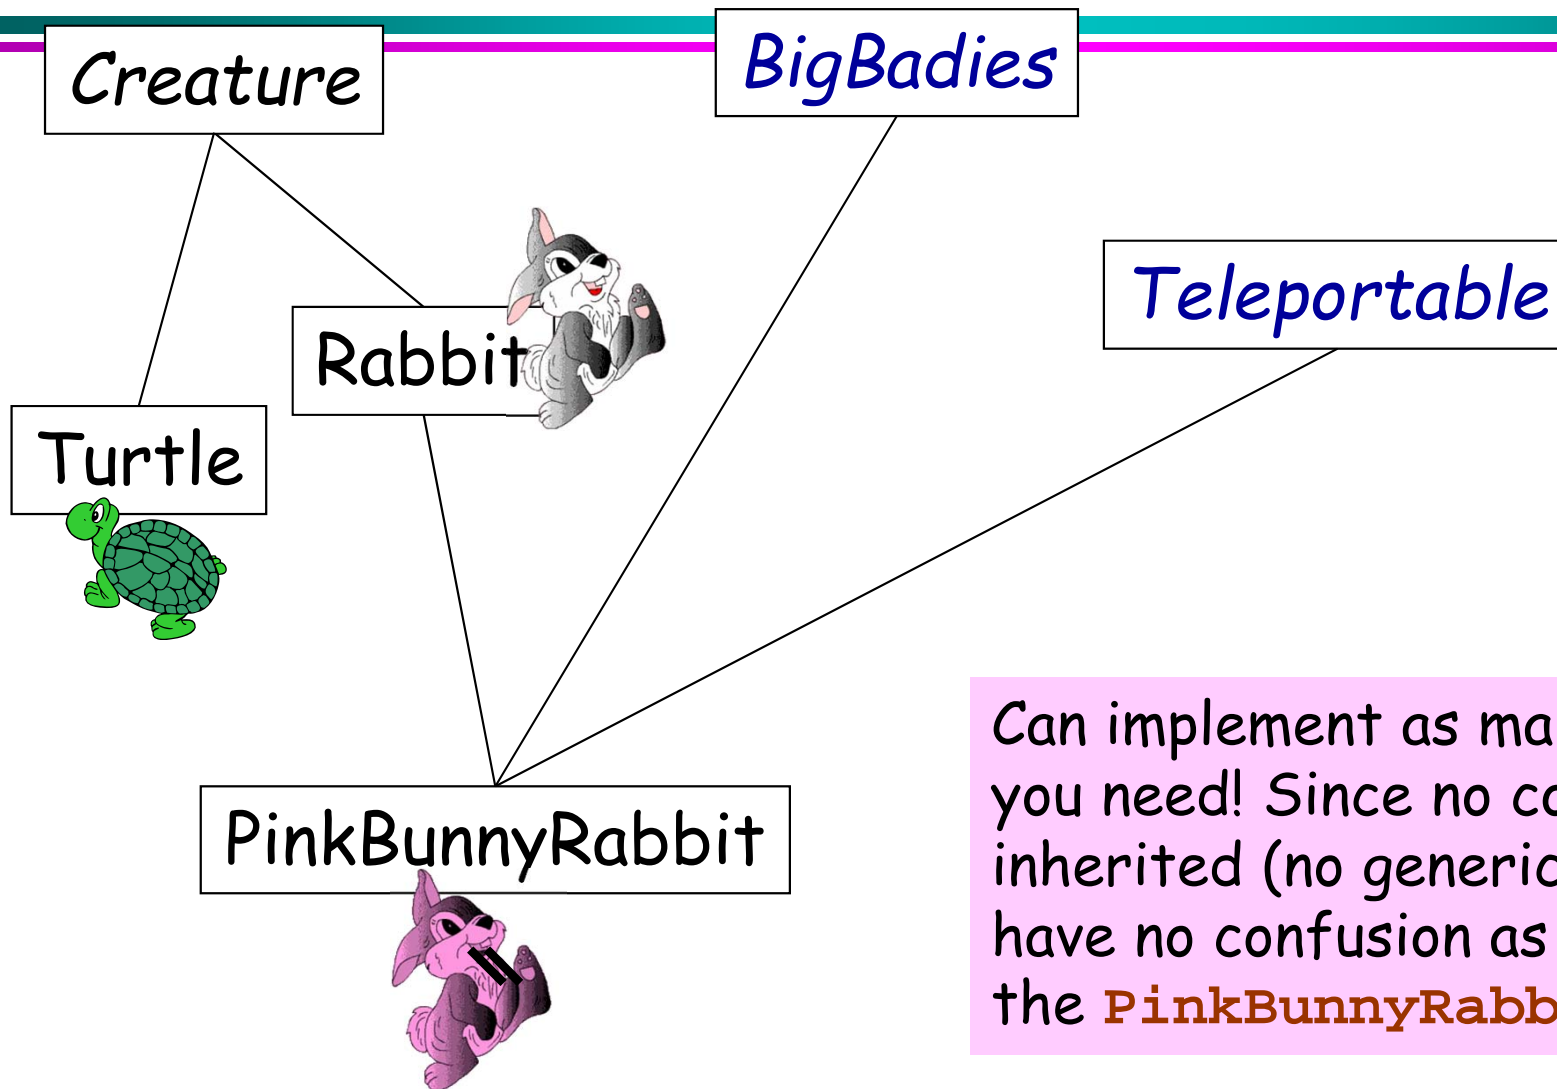 Creature
BigBadies
Teleportable
Rabbit
Turtle
PinkBunnyRabbit
Can implement as ma
you need! Since no co
inherited (no generic
have no confusion as
the PinkBunnyRabb